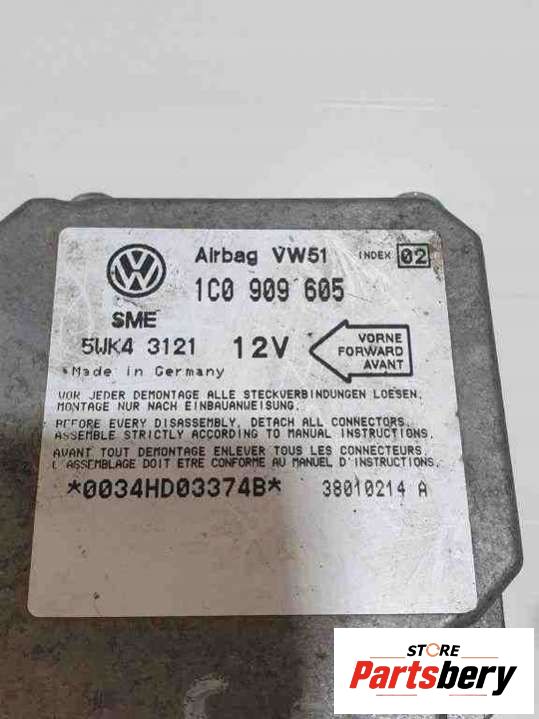 Airbag VW51 INDEX 02
1C0 909 605
SME
5WK4 3121 12V
VORNE
FORWARD
AVANT
Made in Germany
VOR JEDER DEMONTAGE ALLE STECKVERBINDUNGEN LOESEN.
MONTAGE NUR NACH EINBAUANWEISUNG.
BEFORE EVERY DISASSEMBLY, DETACH ALL CONNECTORS.
ASSEMBLE STRICTLY ACCORDING TO MANUAL INSTRUCTIONS.
AVANT TOUT DEMONTAGE ENLEVER TOUS LES CONNECTEURS.
L'ASSEMBLAGE DOIT ETRE CONFORME AU MANUEL D'INSTRUCTIONS.
*0034HD03374B* 38010214 A
STORE
Partsbery